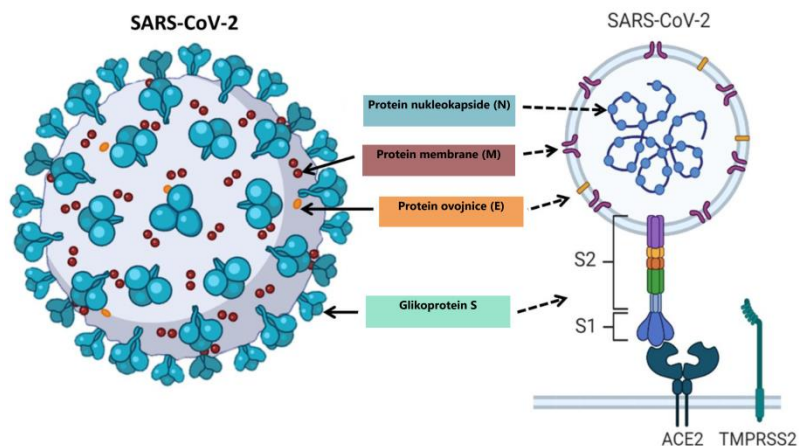 SARS-CoV-2
SARS-CoV-2
Protein nukleokapside (N)
Protein membrane (M)
Protein ovojnice (E)
Glikoprotein S
S2
S1
ACE2
TMPRSS2